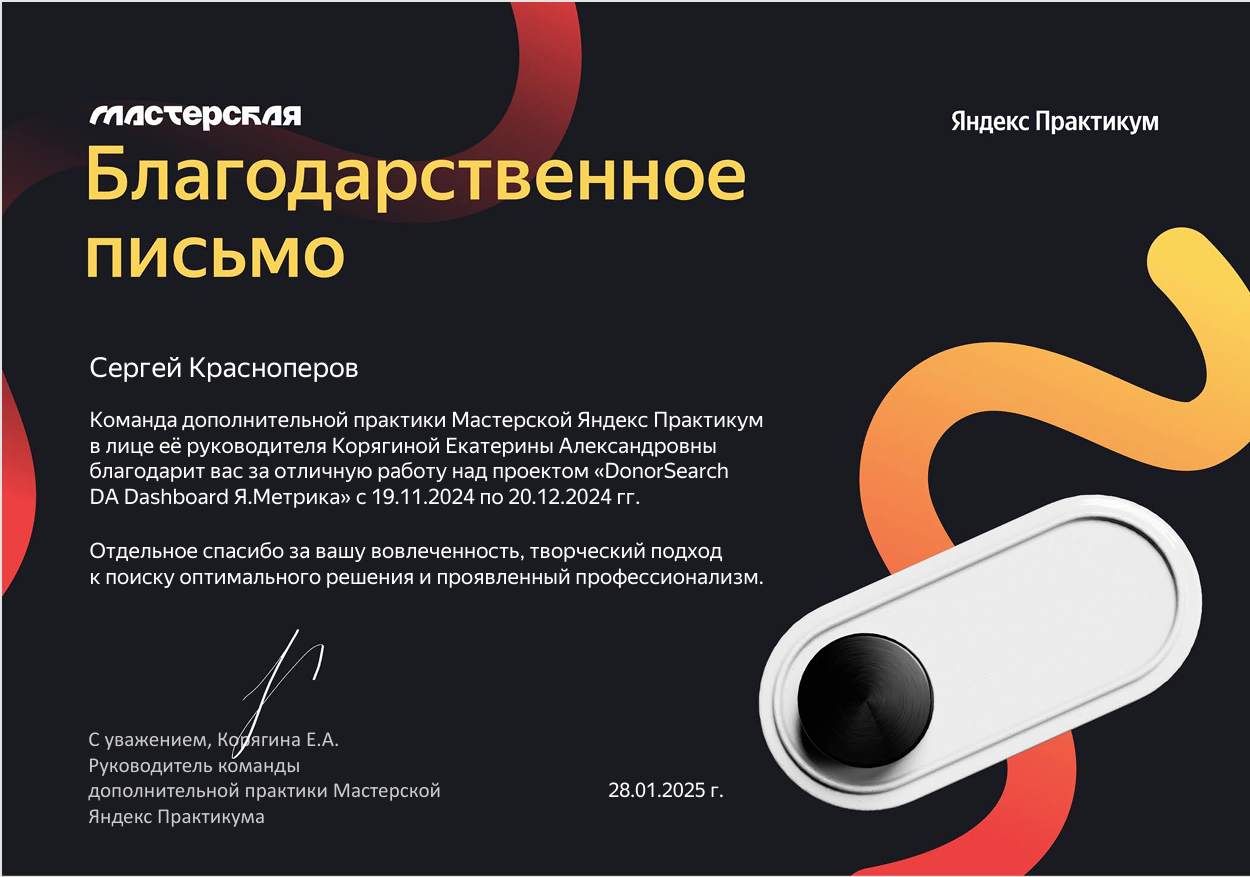 мастерская
Яндекс Практикум
Благодарственное
письмо
Сергей Красноперов
Команда дополнительной практики Мастерской Яндекс Практикум
в лице её руководителя Корягиной Екатерины Александровны
благодарит вас за отличную работу над проектом «DonorSearch
DA Dashboard Я.Метрика» с 19.11.2024 по 20.12.2024 гг.
Отдельное спасибо за вашу вовлеченность, творческий подход
к поиску оптимального решения и проявленный профессионализм.
С уважением, Корягина Е.А.
Руководитель команды
дополнительной практики Мастерской
Яндекс Практикума
28.01.2025 г.